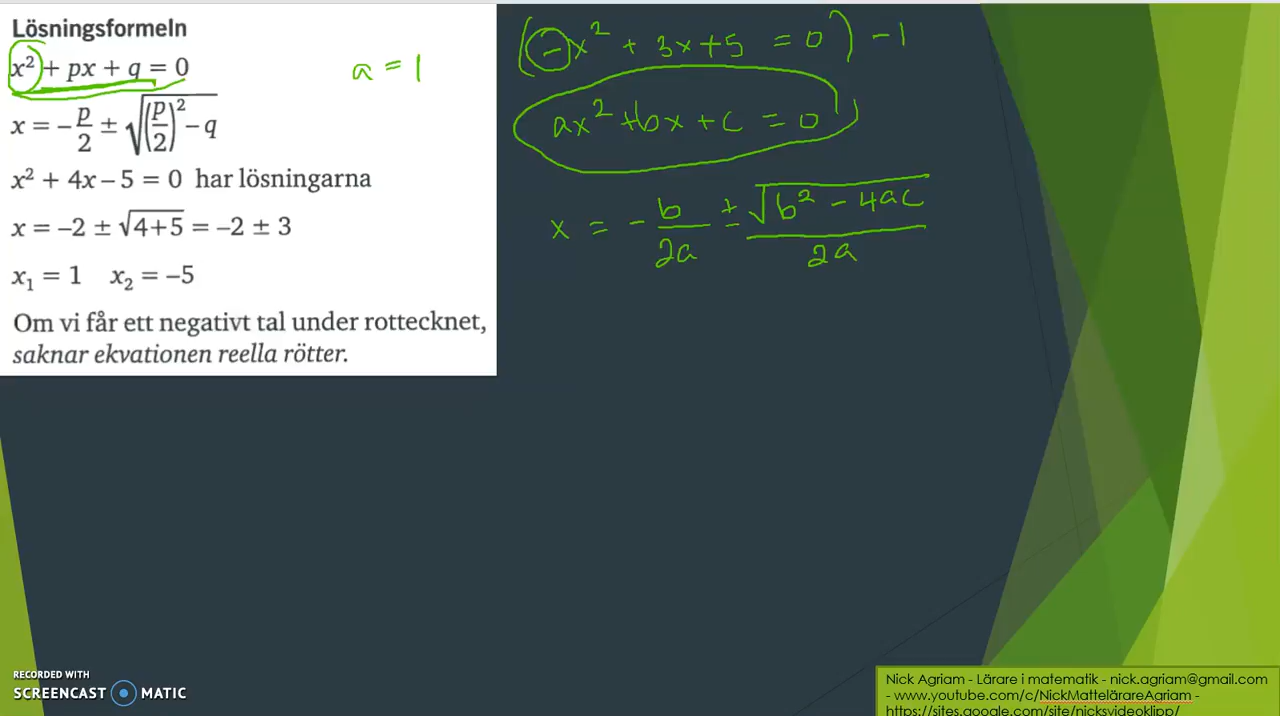 Lösningsformeln
x² + px + q = 0
x = −p/2 ± √((p/2)² − q)
x² + 4x − 5 = 0 har lösningarna
x = −2 ± √(4+5) = −2 ± 3
x₁ = 1 x₂ = −5
Om vi får ett negativt tal under rottecknet,
saknar ekvationen reella rötter.
a = 1
(−x² + 3x + 5 = 0) − 1
ax² + bx + c = 0
x = − b/2a ± √(b² − 4ac)/2a
RECORDED WITH
SCREENCAST MATIC
Nick Agriam - Lärare i matematik - nick.agriam@gmail.com
- www.youtube.com/c/NickMattelärareAgriam -
https://sites.google.com/site/nicksvideoklipp/